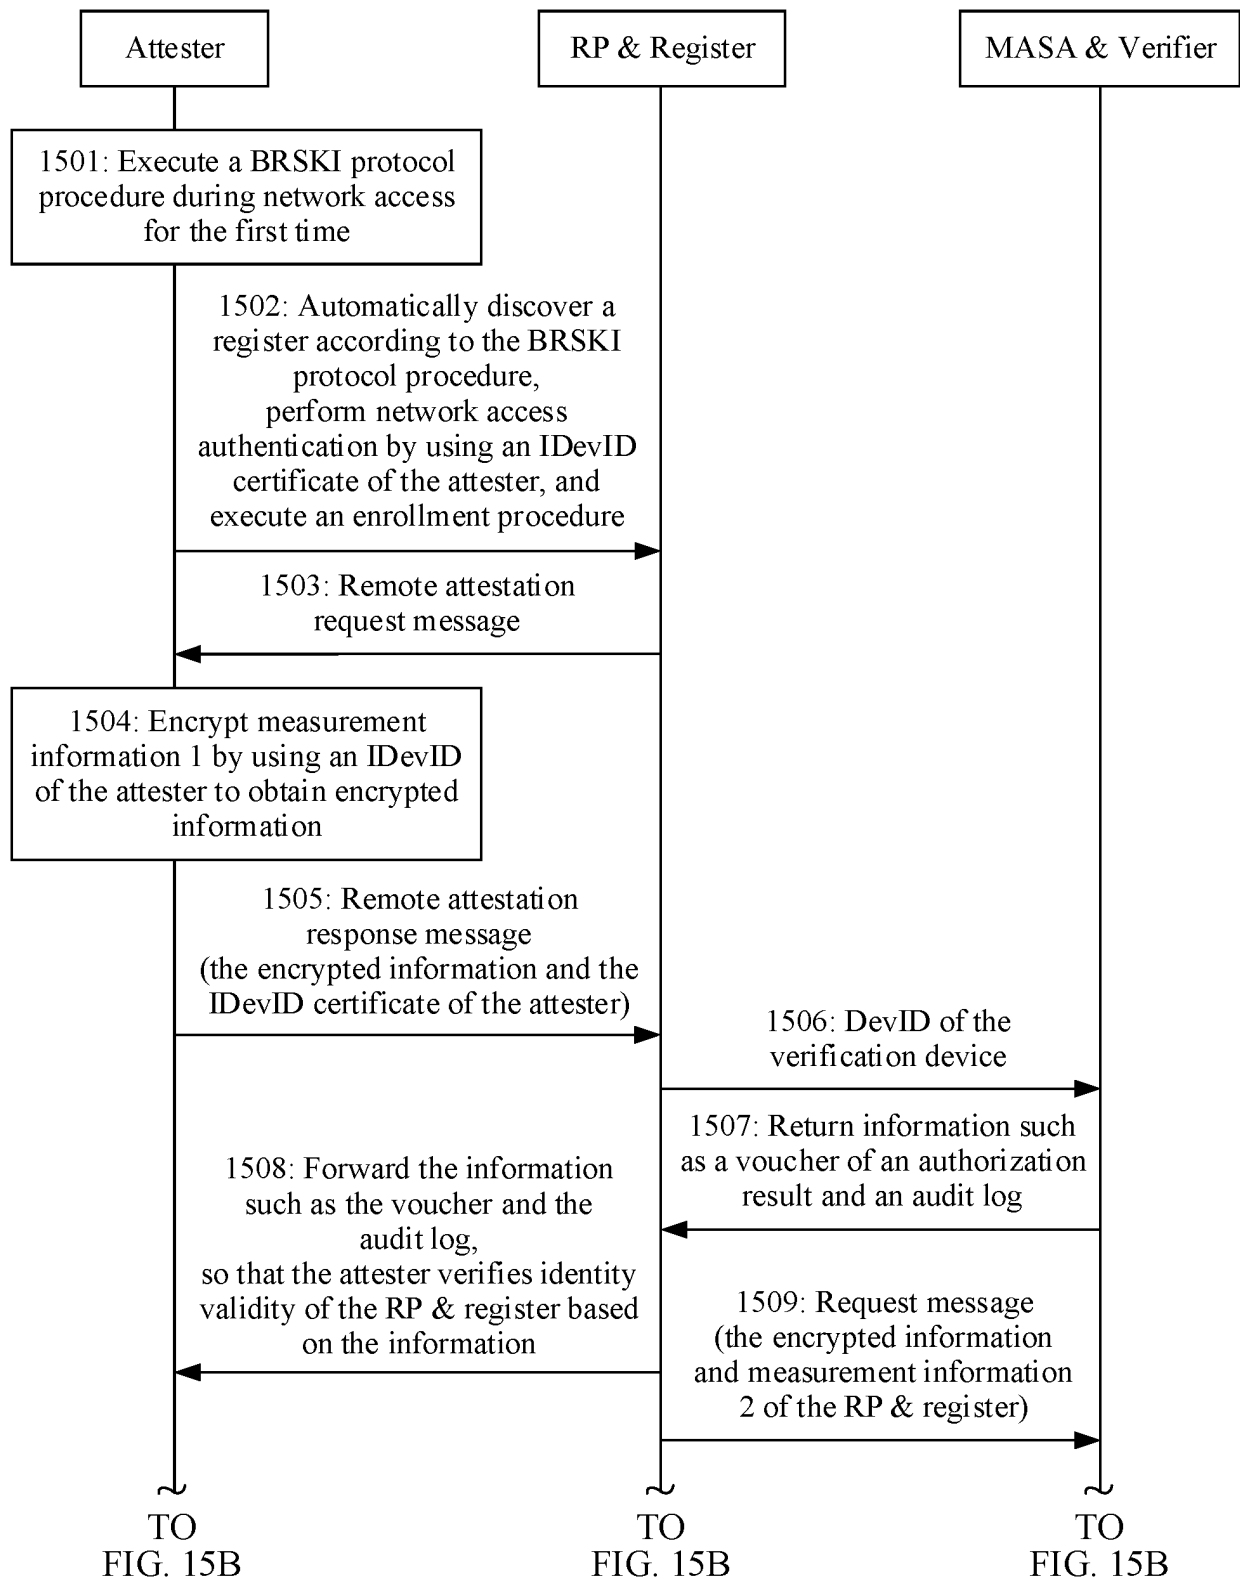 Attester
RP & Register
MASA & Verifier
1501: Execute a BRSKI protocol
procedure during network access
for the first time
1502: Automatically discover a
register according to the BRSKI
protocol procedure,
perform network access
authentication by using an IDevID
certificate of the attester, and
execute an enrollment procedure
1503: Remote attestation
request message
1504: Encrypt measurement
information 1 by using an IDevID
of the attester to obtain encrypted
information
1505: Remote attestation
response message
(the encrypted information and the
IDevID certificate of the attester)
1506: DevID of the
verification device
1507: Return information such
as a voucher of an authorization
result and an audit log
1508: Forward the information
such as the voucher and the
audit log,
so that the attester verifies identity
validity of the RP & register based
on the information
1509: Request message
(the encrypted information
and measurement information
2 of the RP & register)
TO
FIG. 15B
TO
FIG. 15B
TO
FIG. 15B